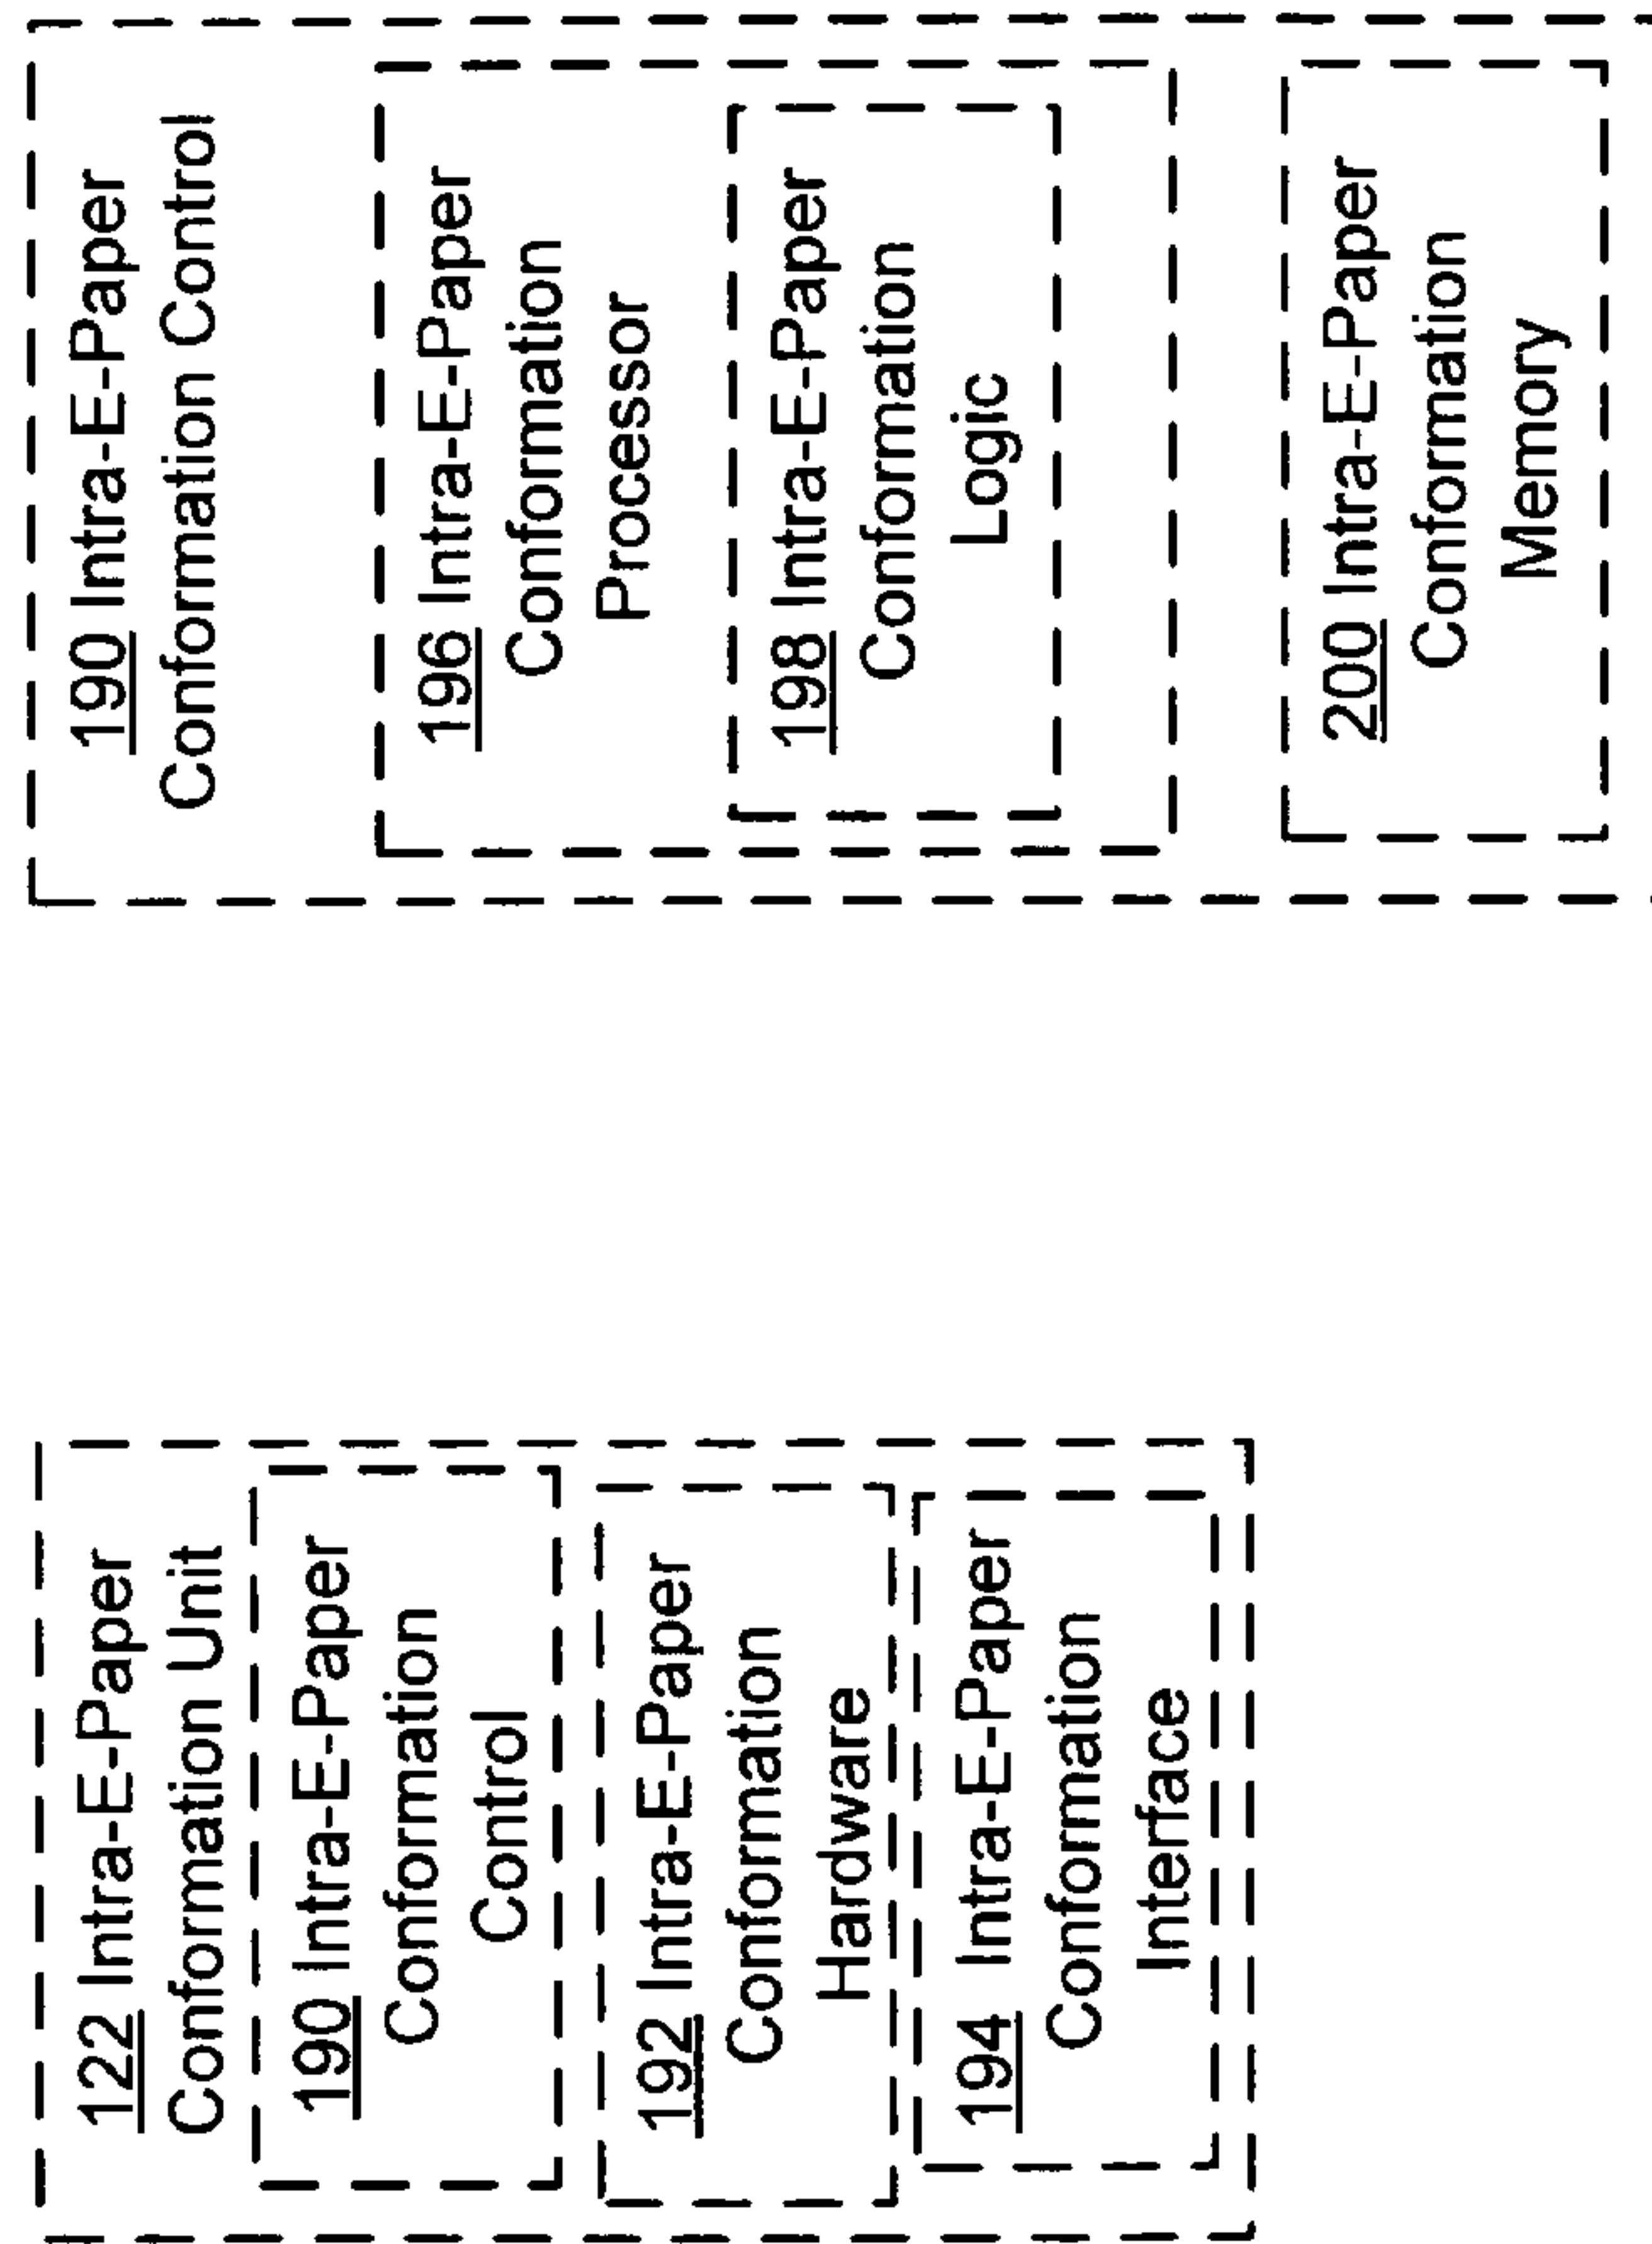 122 Intra-E-Paper
Conformation Unit
190 Intra-E-Paper
Conformation
Control
192 Intra-E-Paper
Conformation
Hardware
194 Intra-E-Paper
Conformation
Interface
190 Intra-E-Paper
Conformation Control
196 Intra-E-Paper
Conformation
Processor
198 Intra-E-Paper
Conformation
Logic
200 Intra-E-Paper
Conformation
Memory